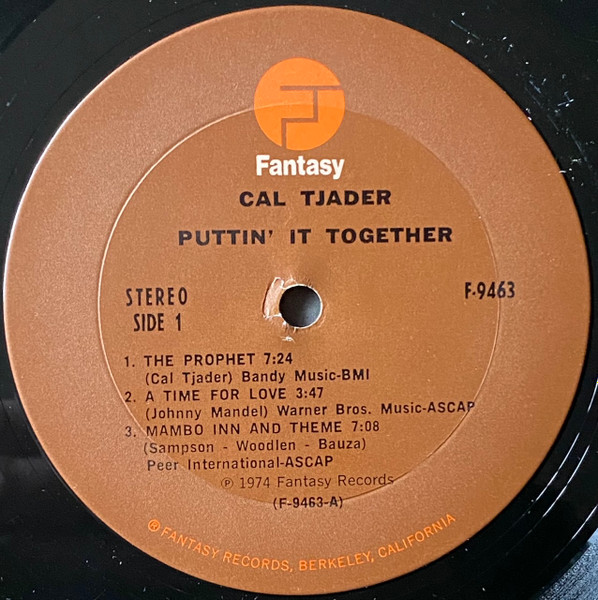 Fantasy
CAL TJADER
PUTTIN' IT TOGETHER
STEREO
SIDE 1
F-9463
1. THE PROPHET 7:24
(Cal Tjader) Bandy Music-BMI
2. A TIME FOR LOVE 3:47
(Johnny Mandel) Warner Bros. Music-ASCAP
3. MAMBO INN AND THEME 7:08
(Sampson - Woodlen - Bauza)
Peer International-ASCAP
℗ 1974 Fantasy Records
(F-9463-A)
® FANTASY RECORDS, BERKELEY, CALIFORNIA